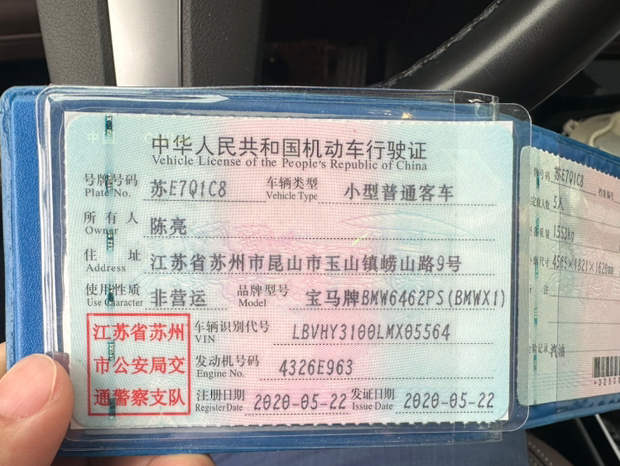 中华人民共和国机动车行驶证
Vehicle License of the People's Republic of China
号牌号码 苏E7Q1C8 车辆类型 小型普通客车
Plate No. Vehicle Type
所有人 陈亮
Owner
住址 江苏省苏州市昆山市玉山镇崂山路9号
Address
使用性质 非营运 品牌型号 宝马牌BMW6462PS(BMWX1)
Use Character Model
江苏省苏州
市公安局交
通警察支队
车辆识别代号 LBVHY3100LMX05564
VIN
发动机号码 4326E963
Engine No.
注册日期 2020-05-22 发证日期 2020-05-22
Register Date Issue Date
苏E7Q1C8
5人
1553kg
汽油